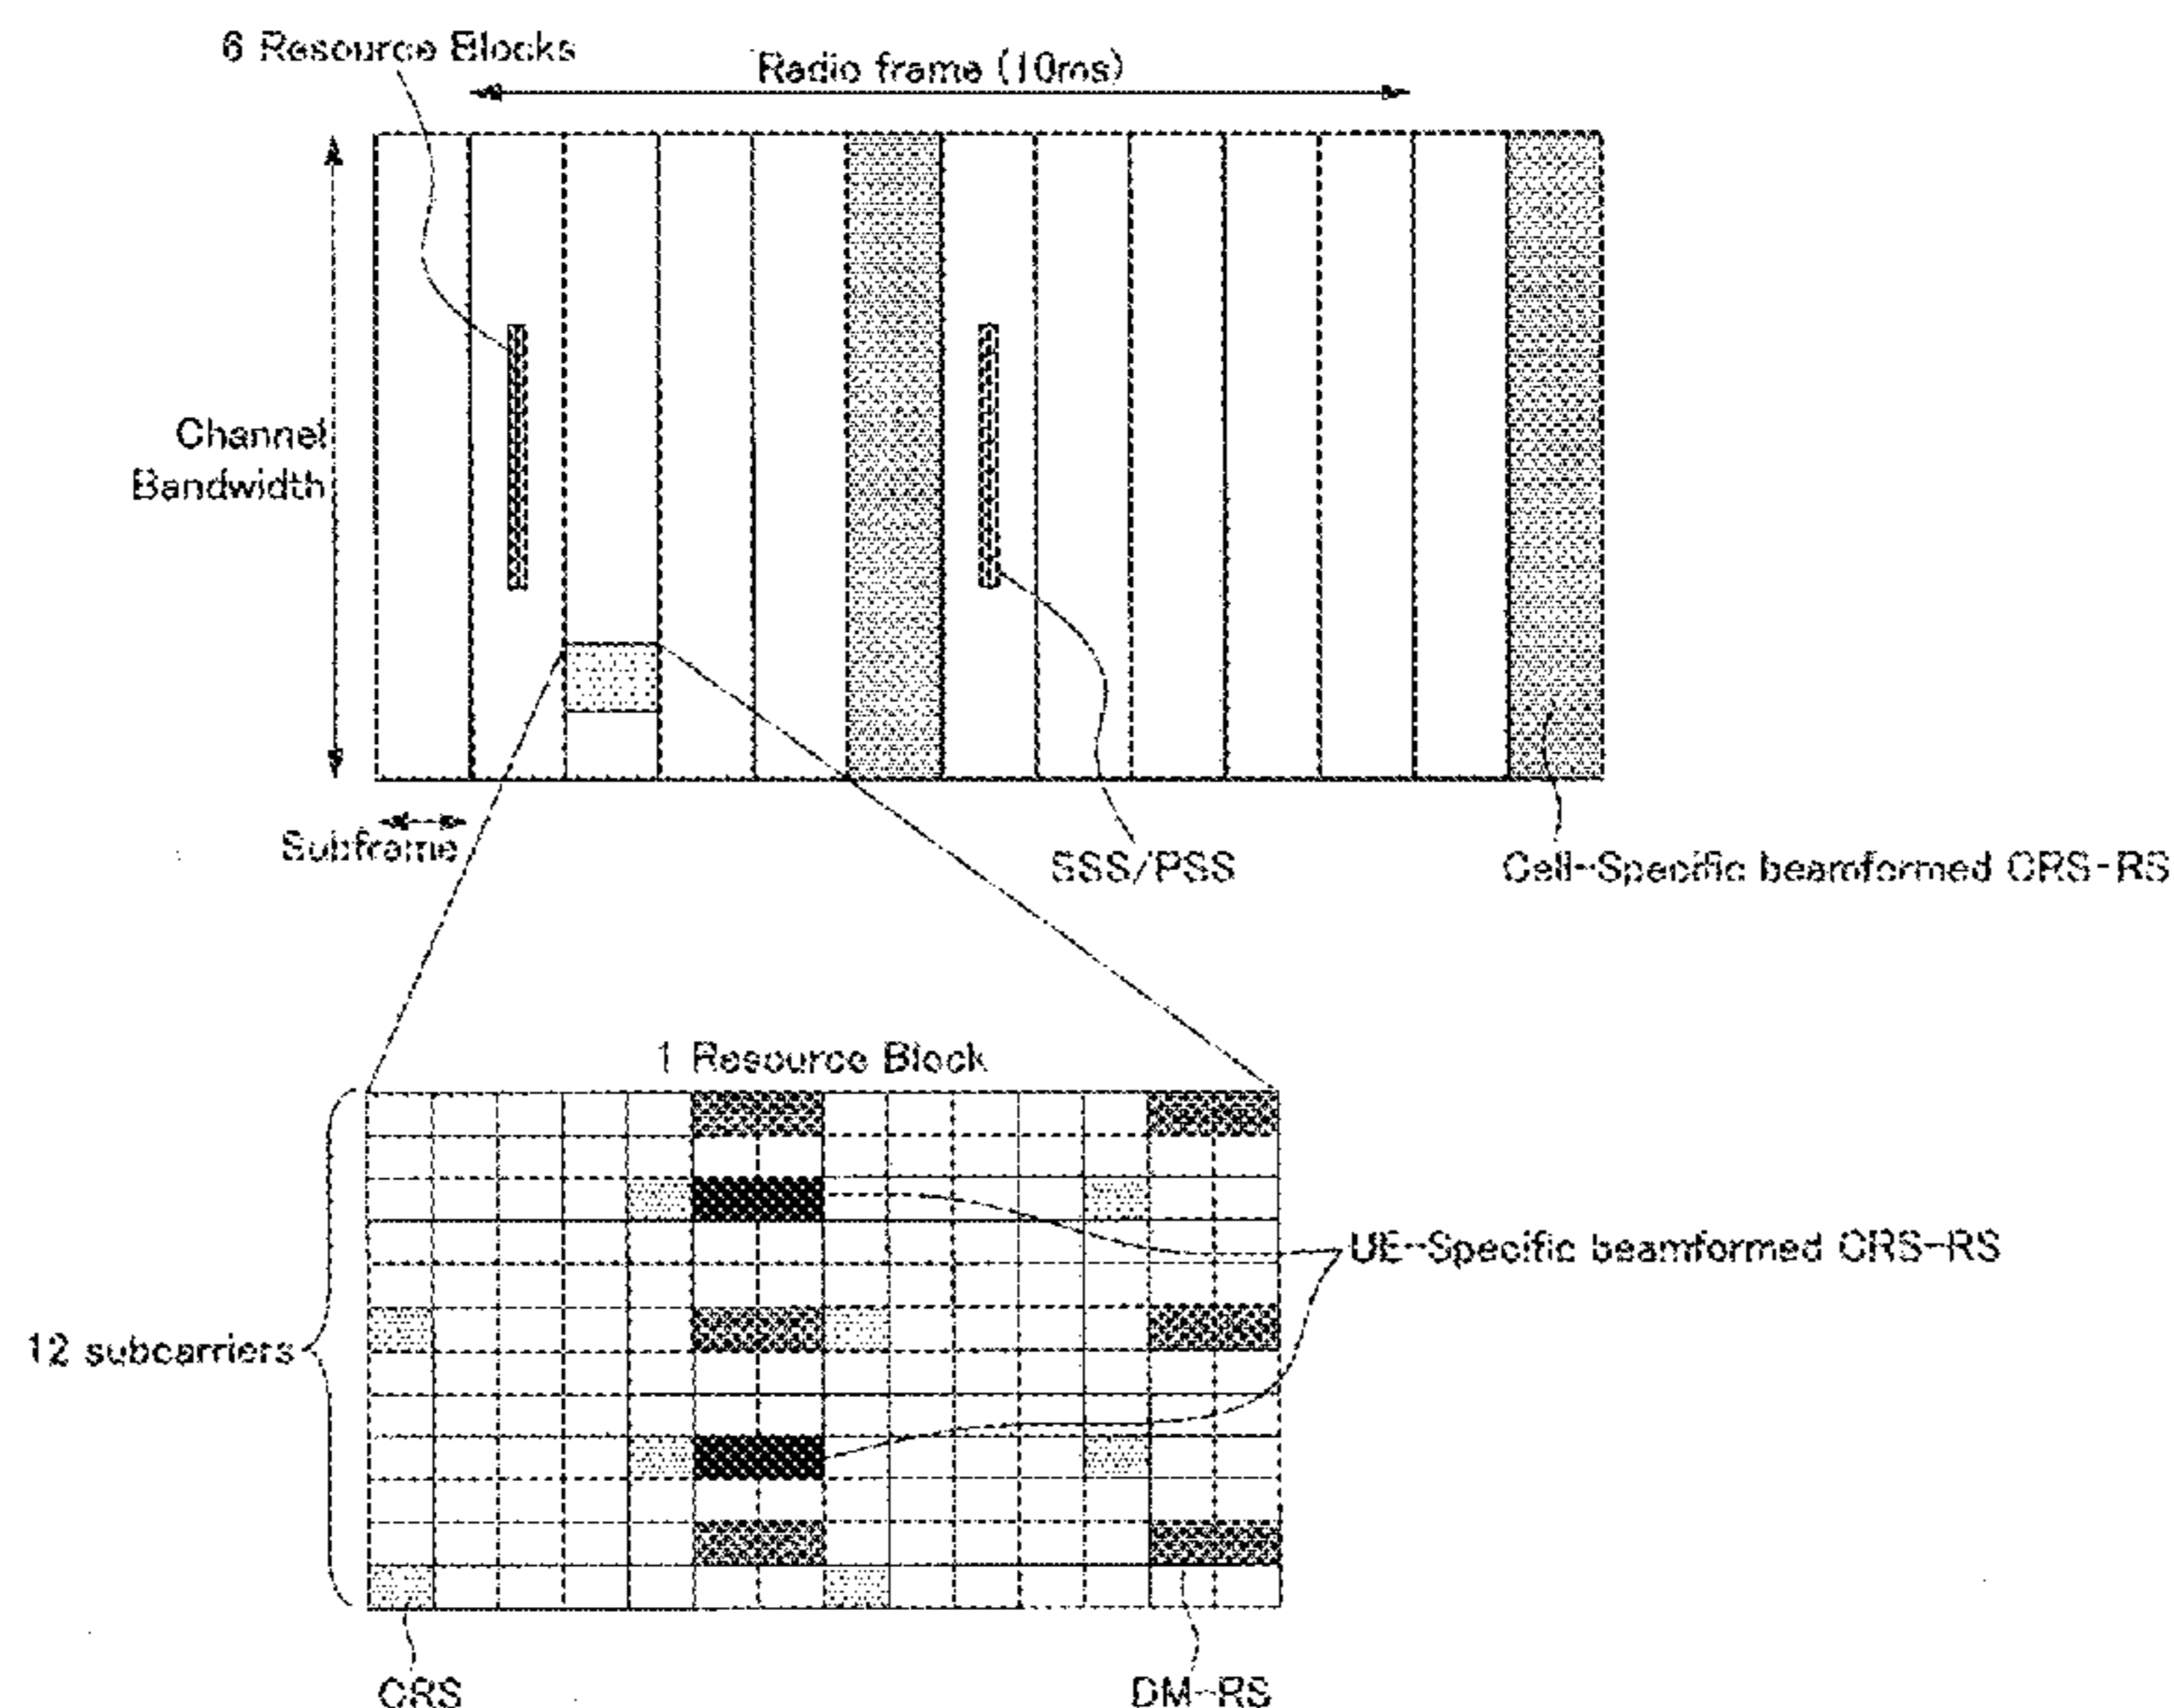 6 Resource Blocks
Radio frame (10ms)
Channel
Bandwidth
Subframe
SSS/PSS
Cell-Specific beamformed CRS-RS
1 Resource Block
UE-Specific beamformed CRS-RS
12 subcarriers
CRS
DM-RS